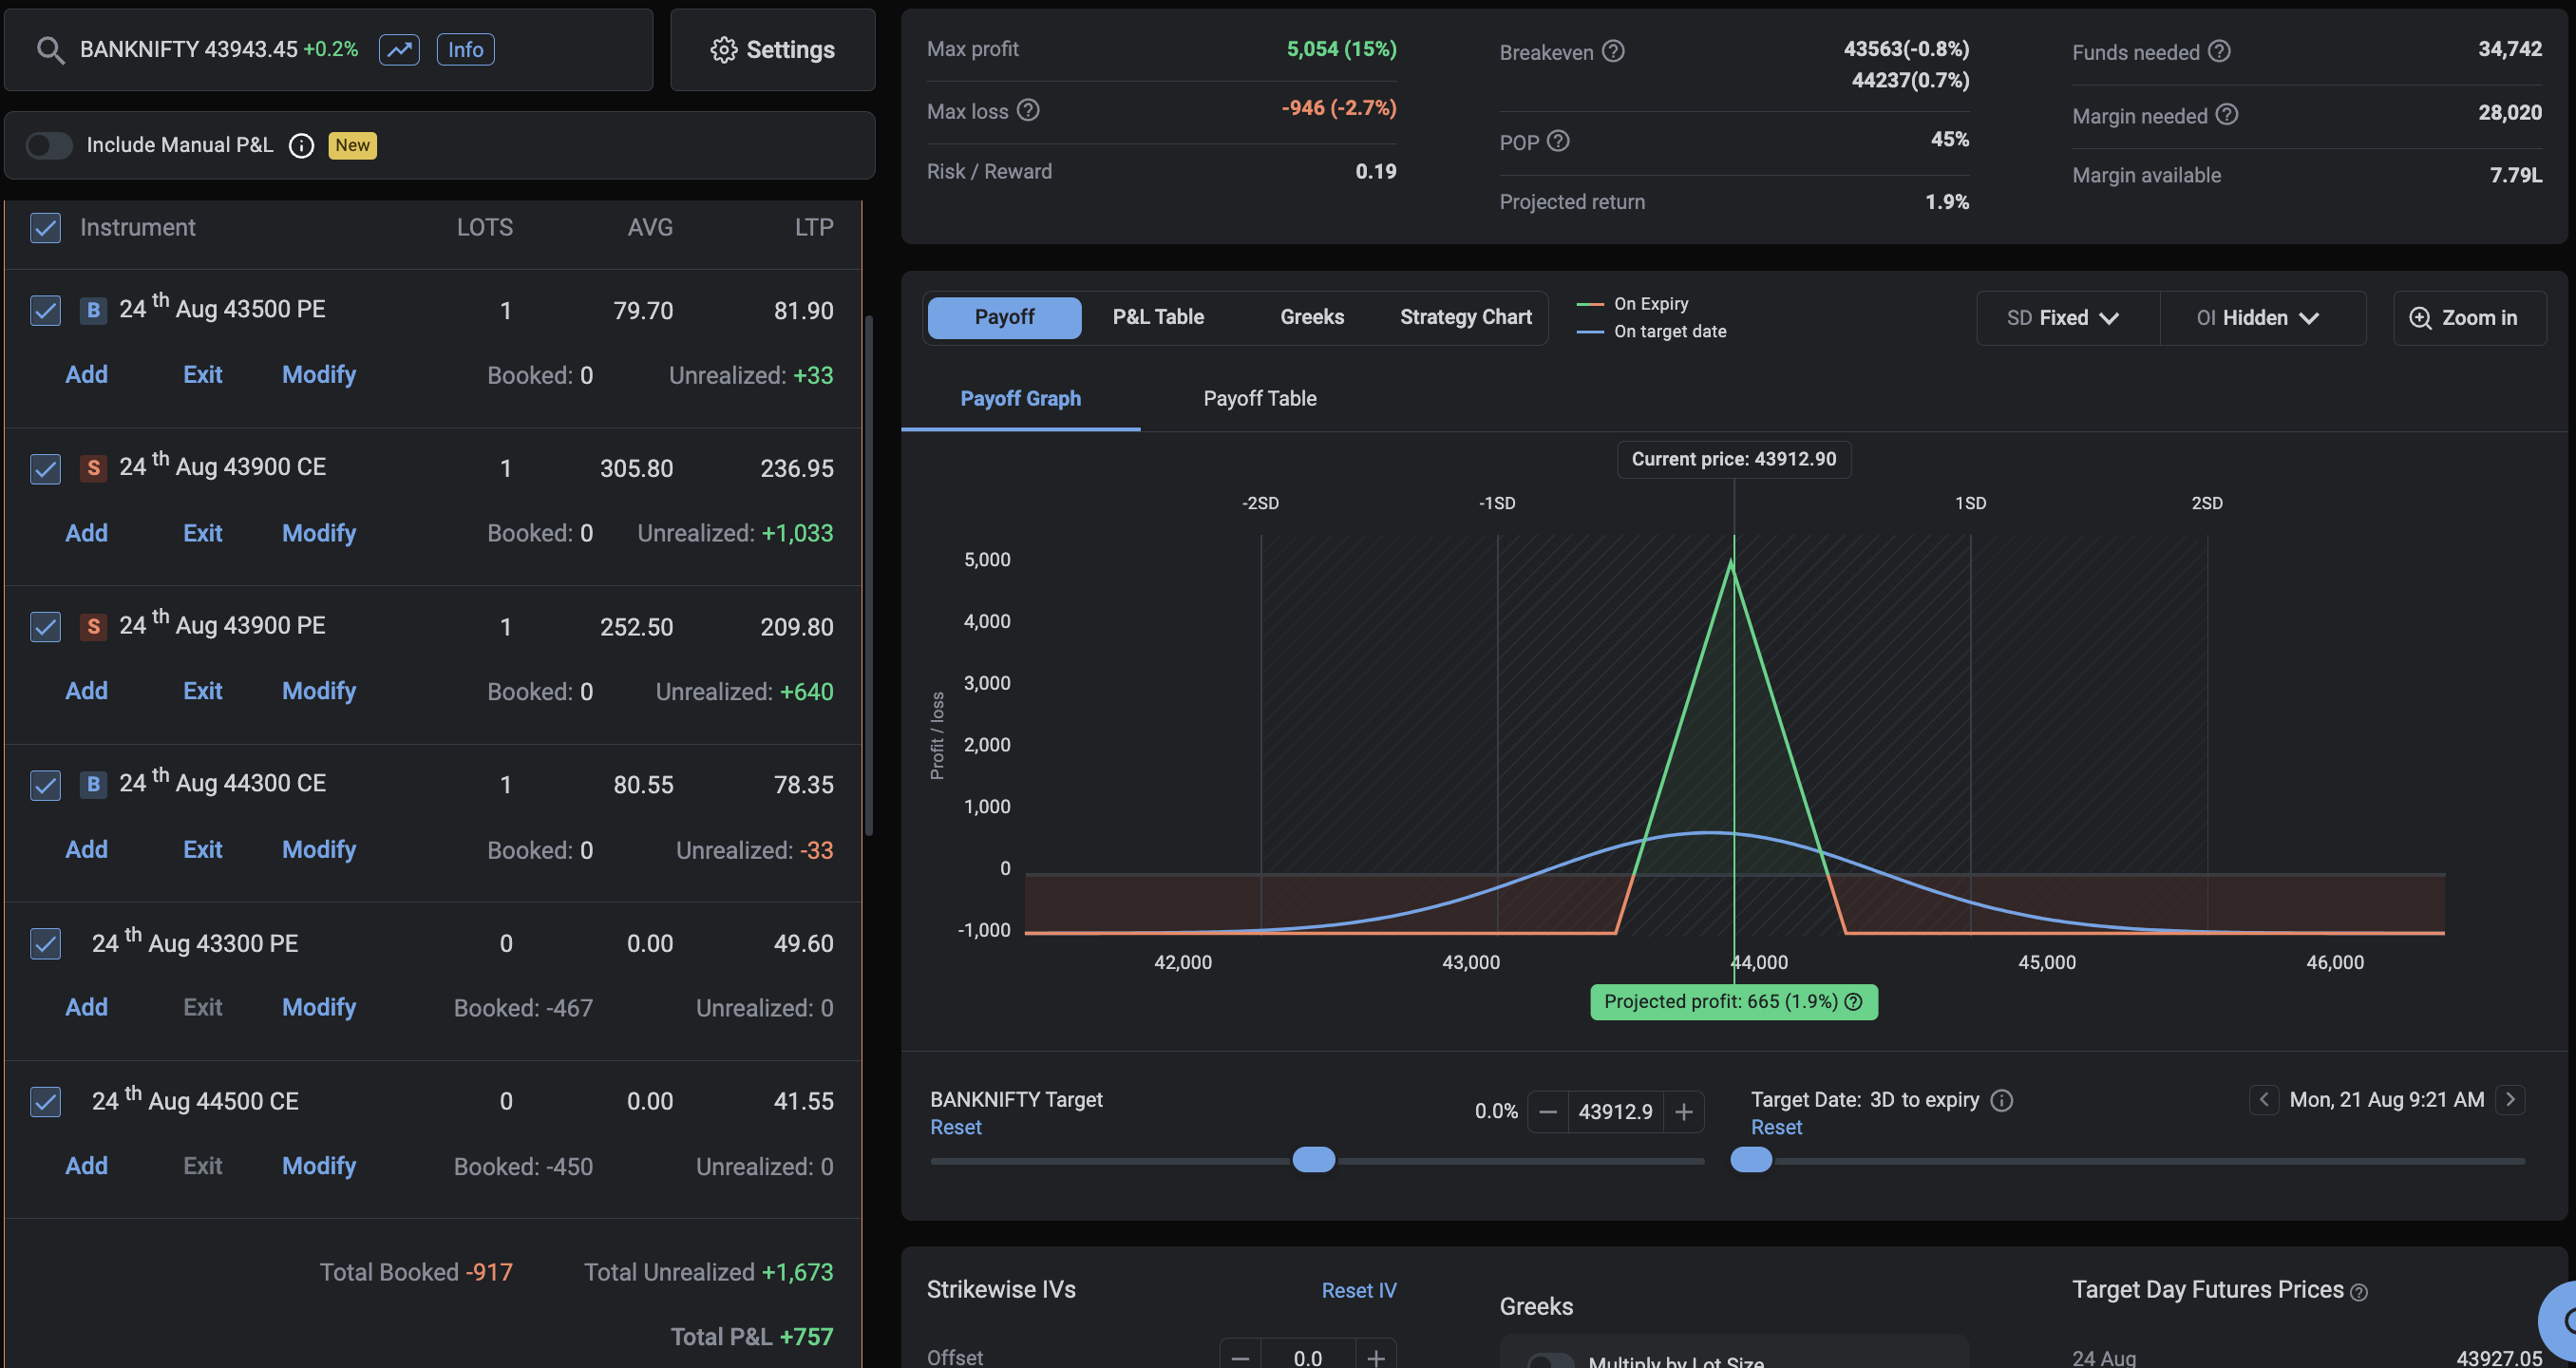 BANKNIFTY 43943.45 +0.2% Info
Settings
Include Manual P&L New
Instrument LOTS AVG LTP
B 24 th Aug 43500 PE 1 79.70 81.90
Add Exit Modify Booked: 0 Unrealized: +33
S 24 th Aug 43900 CE 1 305.80 236.95
Add Exit Modify Booked: 0 Unrealized: +1,033
S 24 th Aug 43900 PE 1 252.50 209.80
Add Exit Modify Booked: 0 Unrealized: +640
B 24 th Aug 44300 CE 1 80.55 78.35
Add Exit Modify Booked: 0 Unrealized: -33
24 th Aug 43300 PE 0 0.00 49.60
Add Exit Modify Booked: -467 Unrealized: 0
24 th Aug 44500 CE 0 0.00 41.55
Add Exit Modify Booked: -450 Unrealized: 0
Total Booked -917 Total Unrealized +1,673
Total P&L +757
Max profit 5,054 (15%)
Max loss -946 (-2.7%)
Risk / Reward 0.19
Breakeven 43563(-0.8%)
44237(0.7%)
POP 45%
Projected return 1.9%
Funds needed 34,742
Margin needed 28,020
Margin available 7.79L
Payoff P&L Table Greeks Strategy Chart
On Expiry
On target date
SD Fixed OI Hidden Zoom in
Payoff Graph Payoff Table
Current price: 43912.90
-2SD -1SD 1SD 2SD
Profit / loss
5,000
4,000
3,000
2,000
1,000
0
-1,000
42,000 43,000 44,000 45,000 46,000
Projected profit: 665 (1.9%)
BANKNIFTY Target 0.0% 43912.9
Reset
Target Date: 3D to expiry Mon, 21 Aug 9:21 AM
Reset
Strikewise IVs Reset IV
Offset 0.0
Greeks
Multiply by Lot Size
Target Day Futures Prices
24 Aug 43927.05